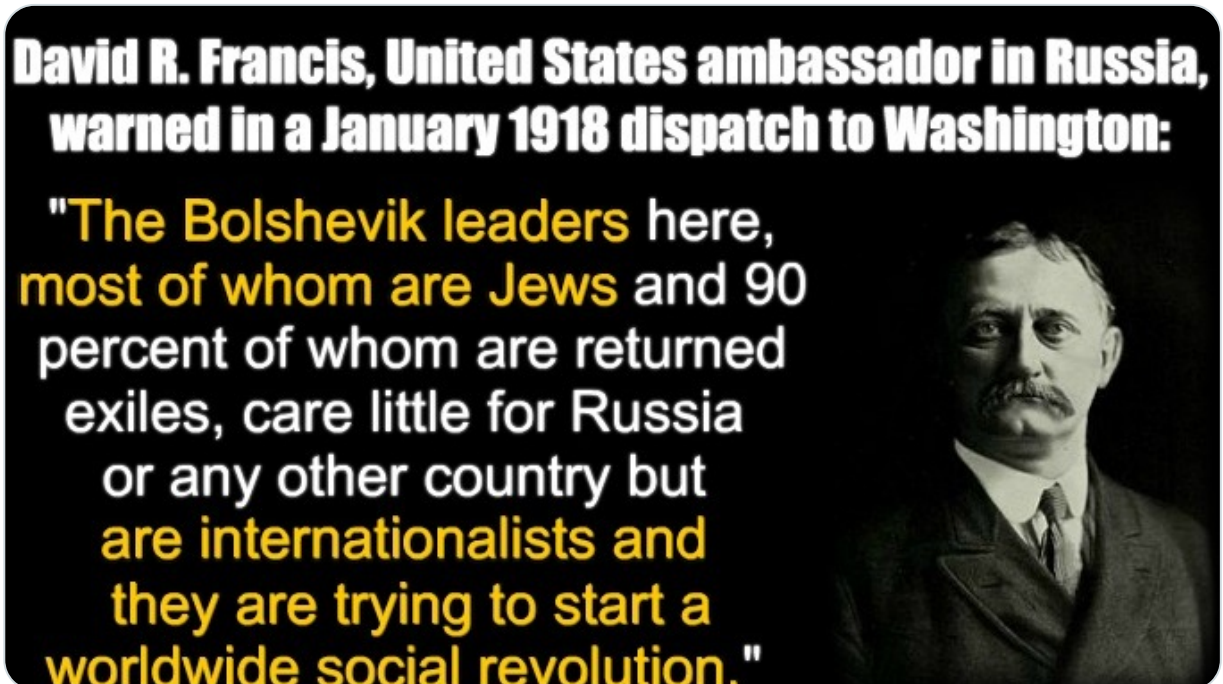 David R. Francis, United States ambassador in Russia,
warned in a January 1918 dispatch to Washington:
"The Bolshevik leaders here,
most of whom are Jews and 90
percent of whom are returned
exiles, care little for Russia
or any other country but
are internationalists and
they are trying to start a
worldwide social revolution."